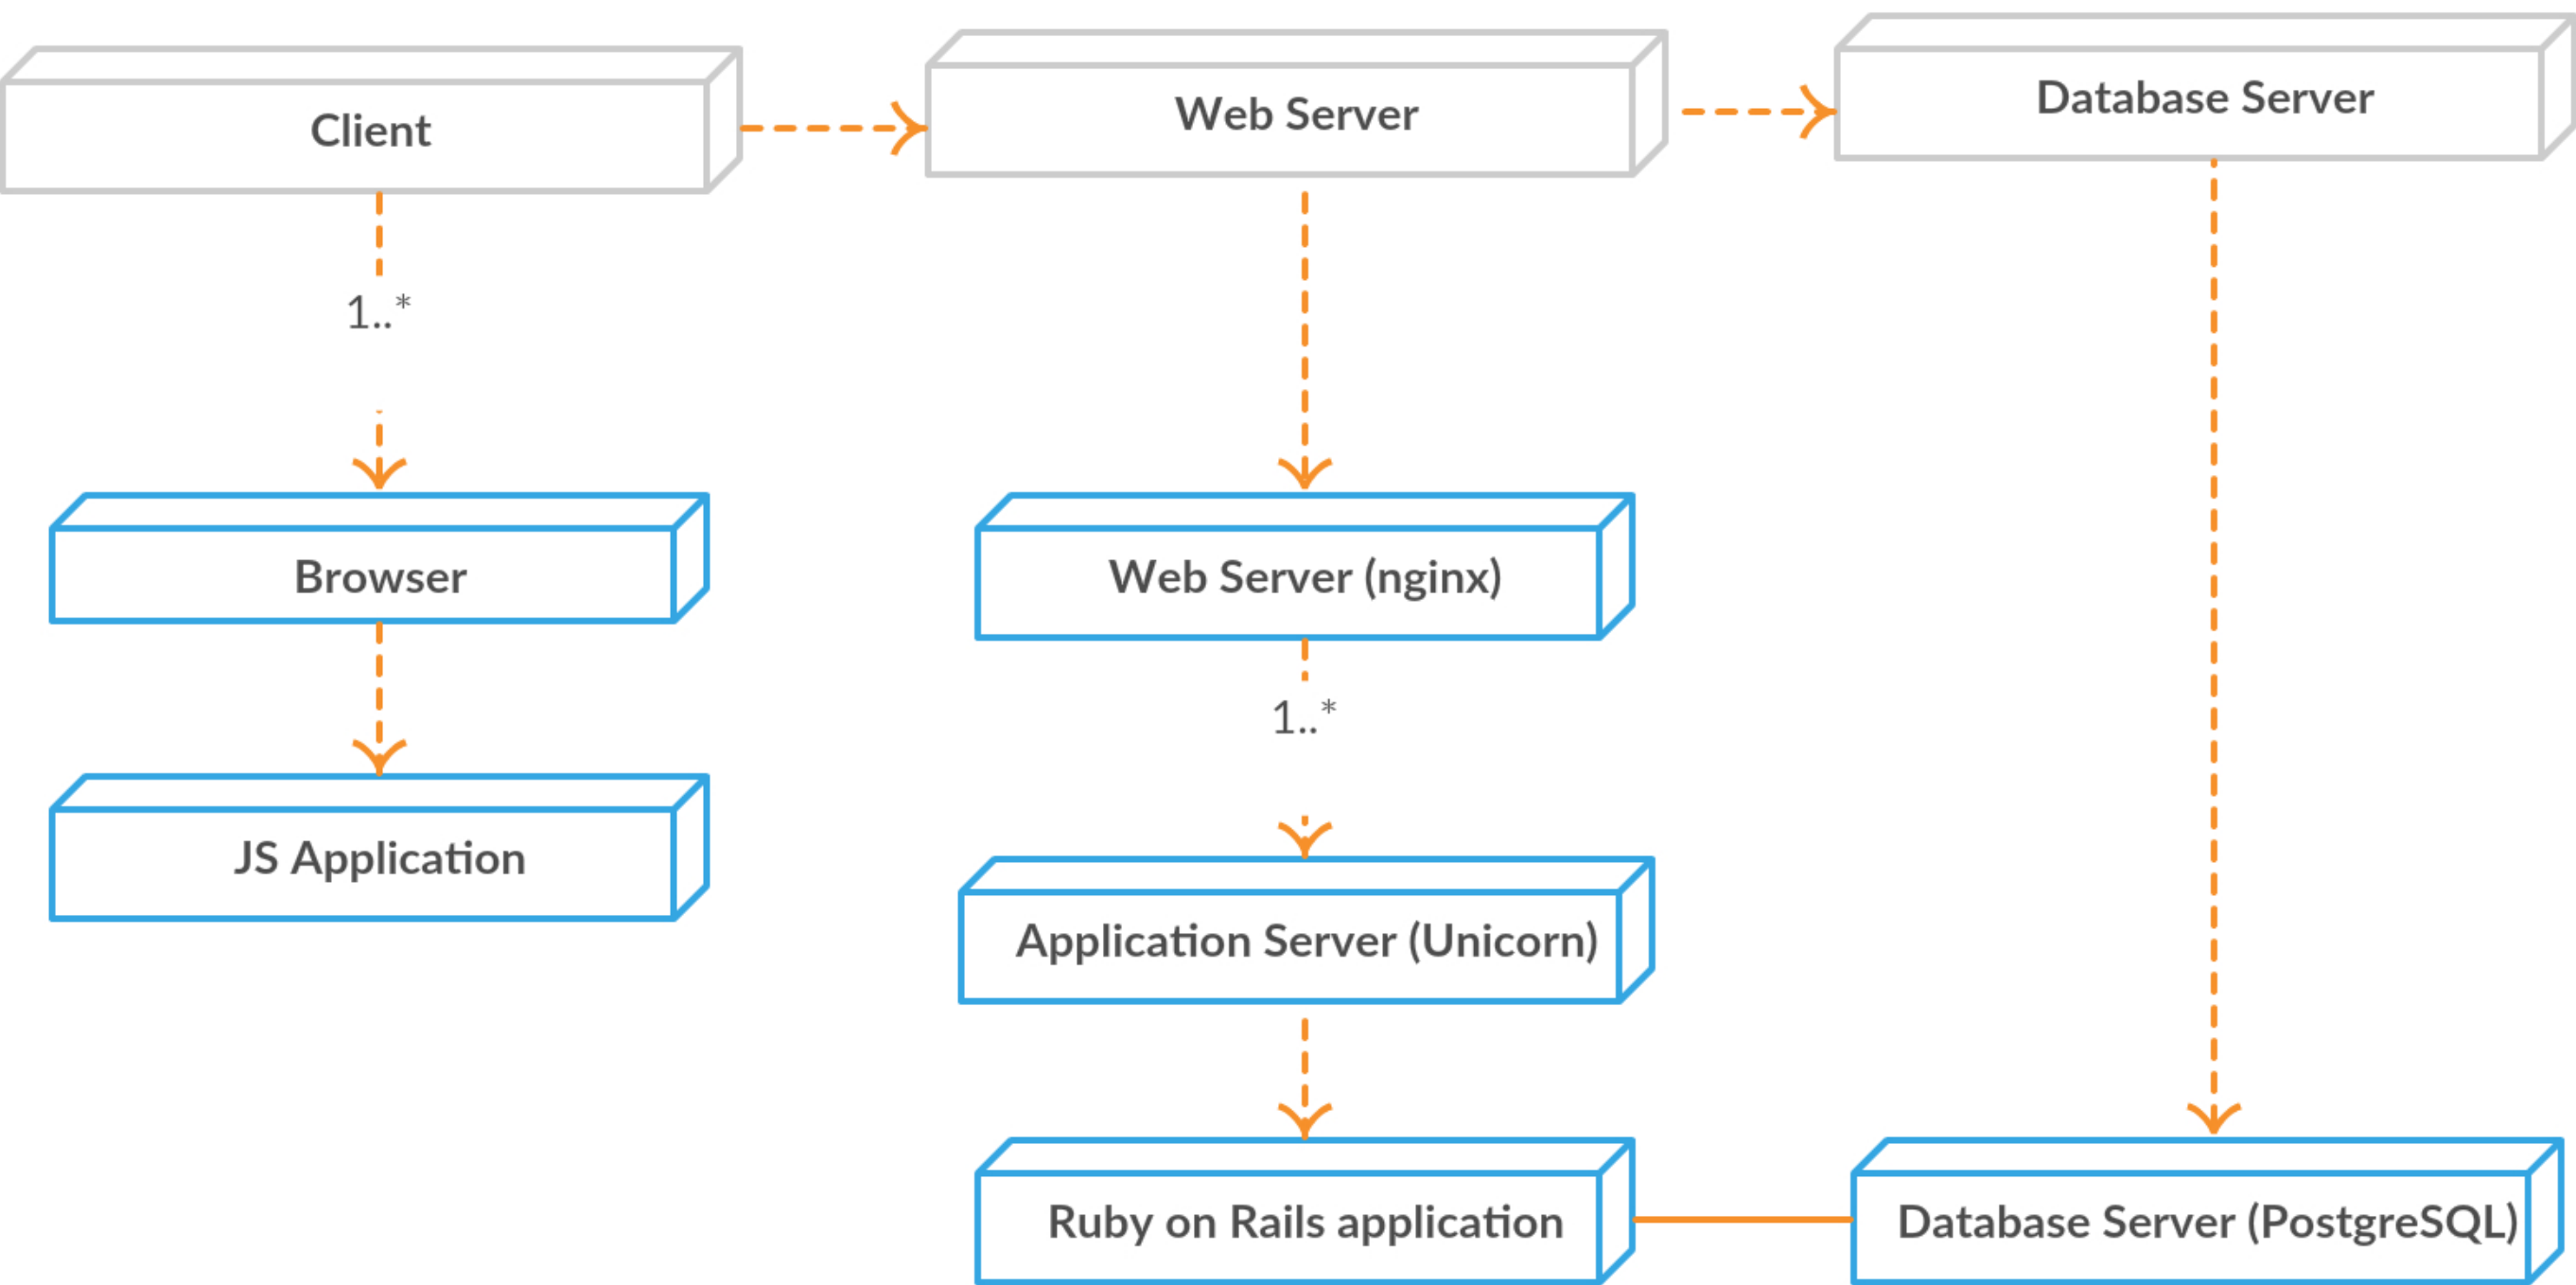 Client
Web Server
Database Server
1..*
Browser
Web Server (nginx)
1..*
JS Application
Application Server (Unicorn)
Ruby on Rails application
Database Server (PostgreSQL)